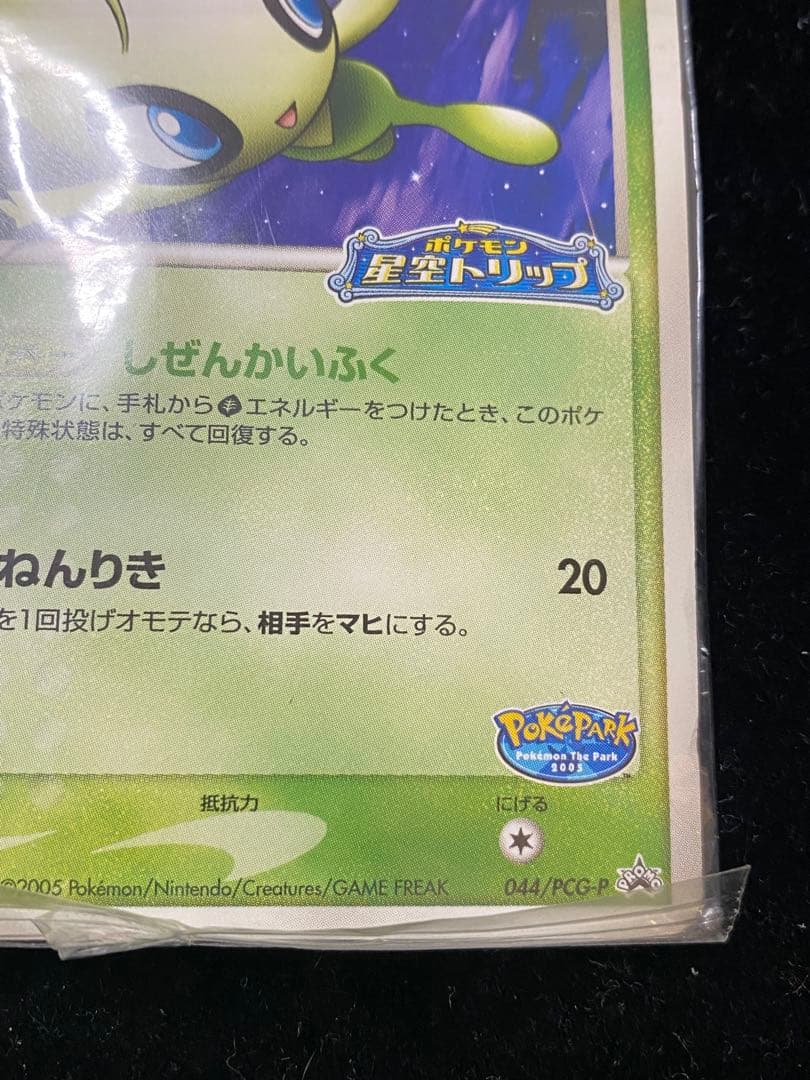 ポケモン
星空トリップ
しぜんかいふく
ポケモンに、手札からエネルギーをつけたとき、このポケ
特殊状態は、すべて回復する。
ねんりき 20
を1回投げオモテなら、相手をマヒにする。
POKéPARK
Pokémon The Park
2005
™
抵抗力 にげる
©2005 Pokémon/Nintendo/Creatures/GAME FREAK 044/PCG-P PROMO